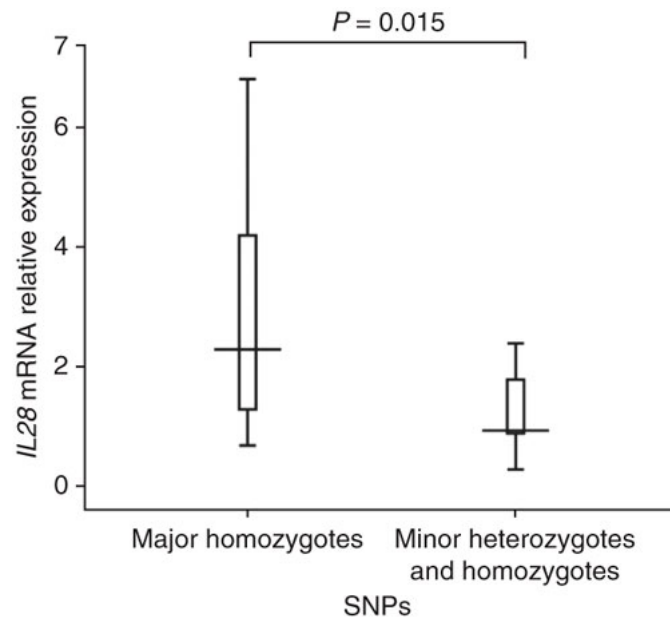 P = 0.015
7
6
4
2
0
IL28 mRNA relative expression
Major homozygotes
Minor heterozygotes
and homozygotes
SNPs